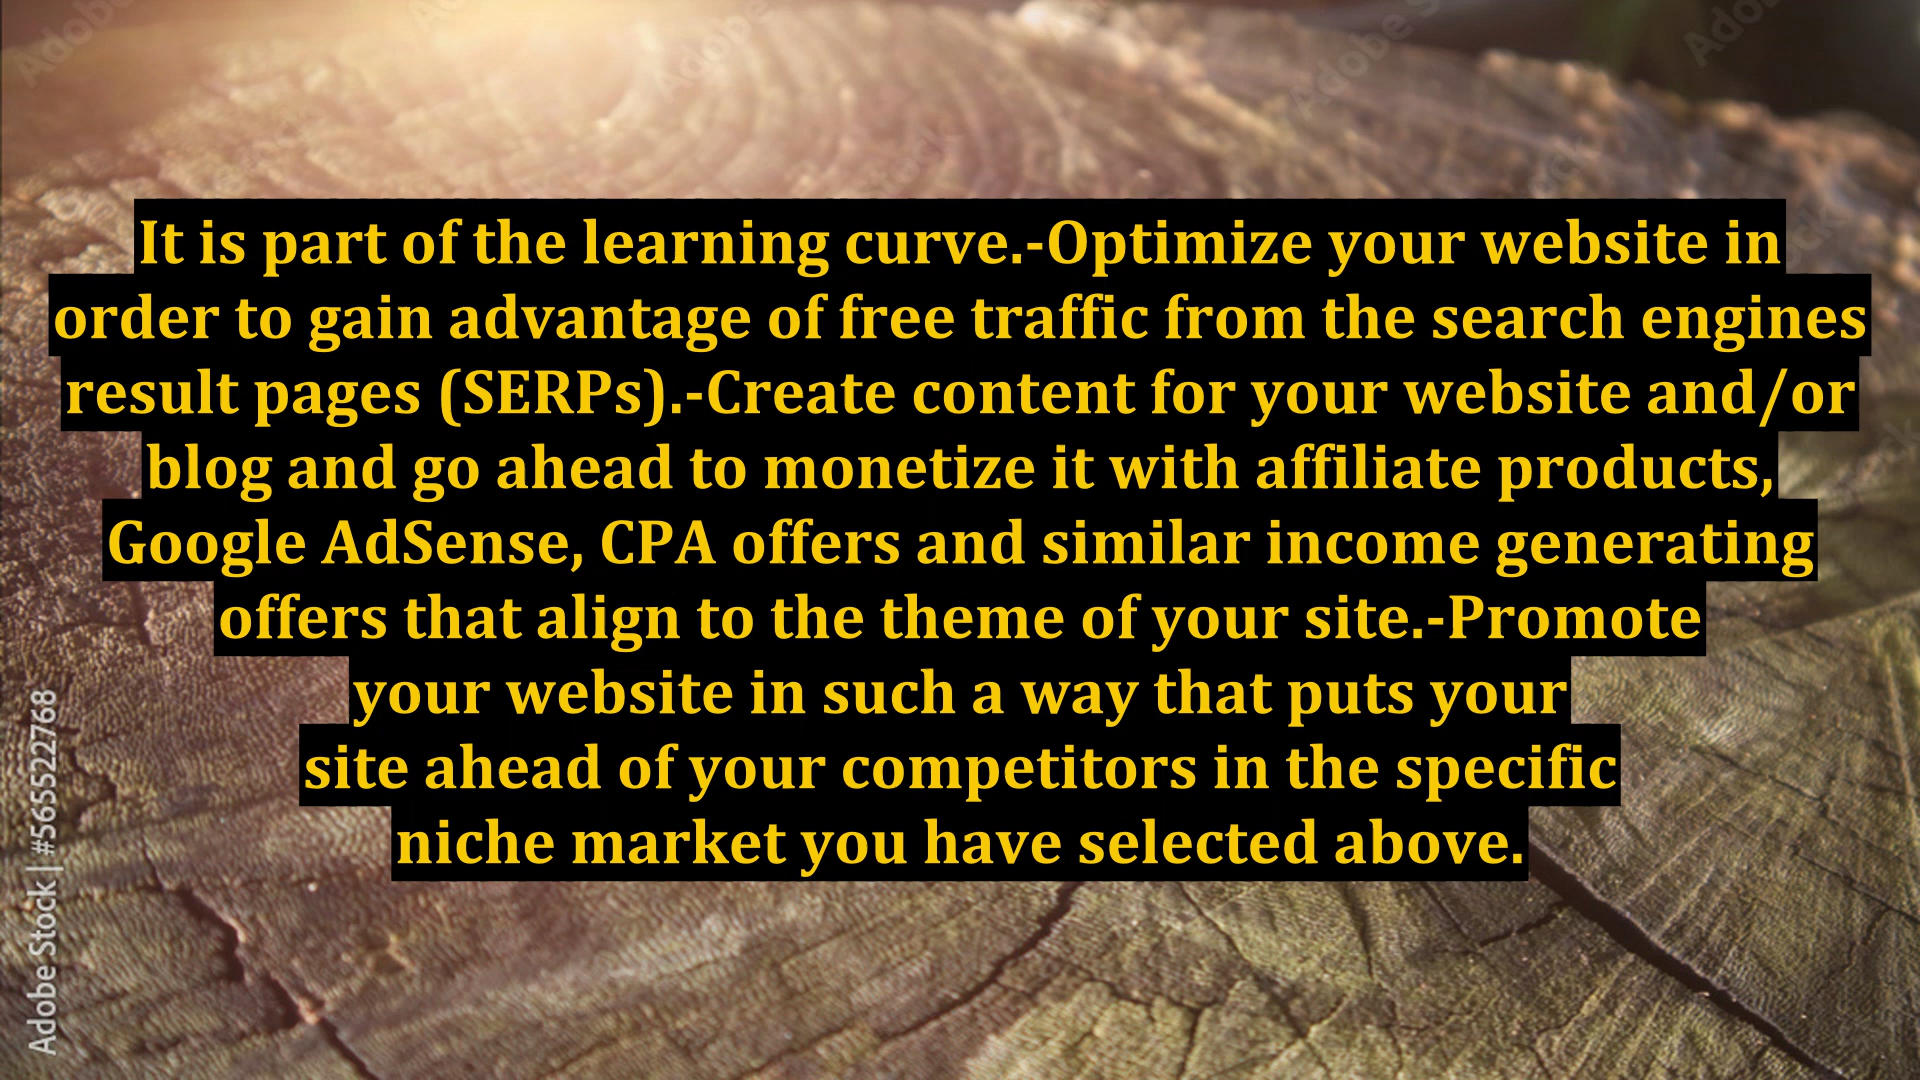 It is part of the learning curve.-Optimize your website in
order to gain advantage of free traffic from the search engines
result pages (SERPs).-Create content for your website and/or
blog and go ahead to monetize it with affiliate products,
Google AdSense, CPA offers and similar income generating
offers that align to the theme of your site.-Promote
your website in such a way that puts your
site ahead of your competitors in the specific
niche market you have selected above.
Adobe Stock | #565522768
Adobe Stock